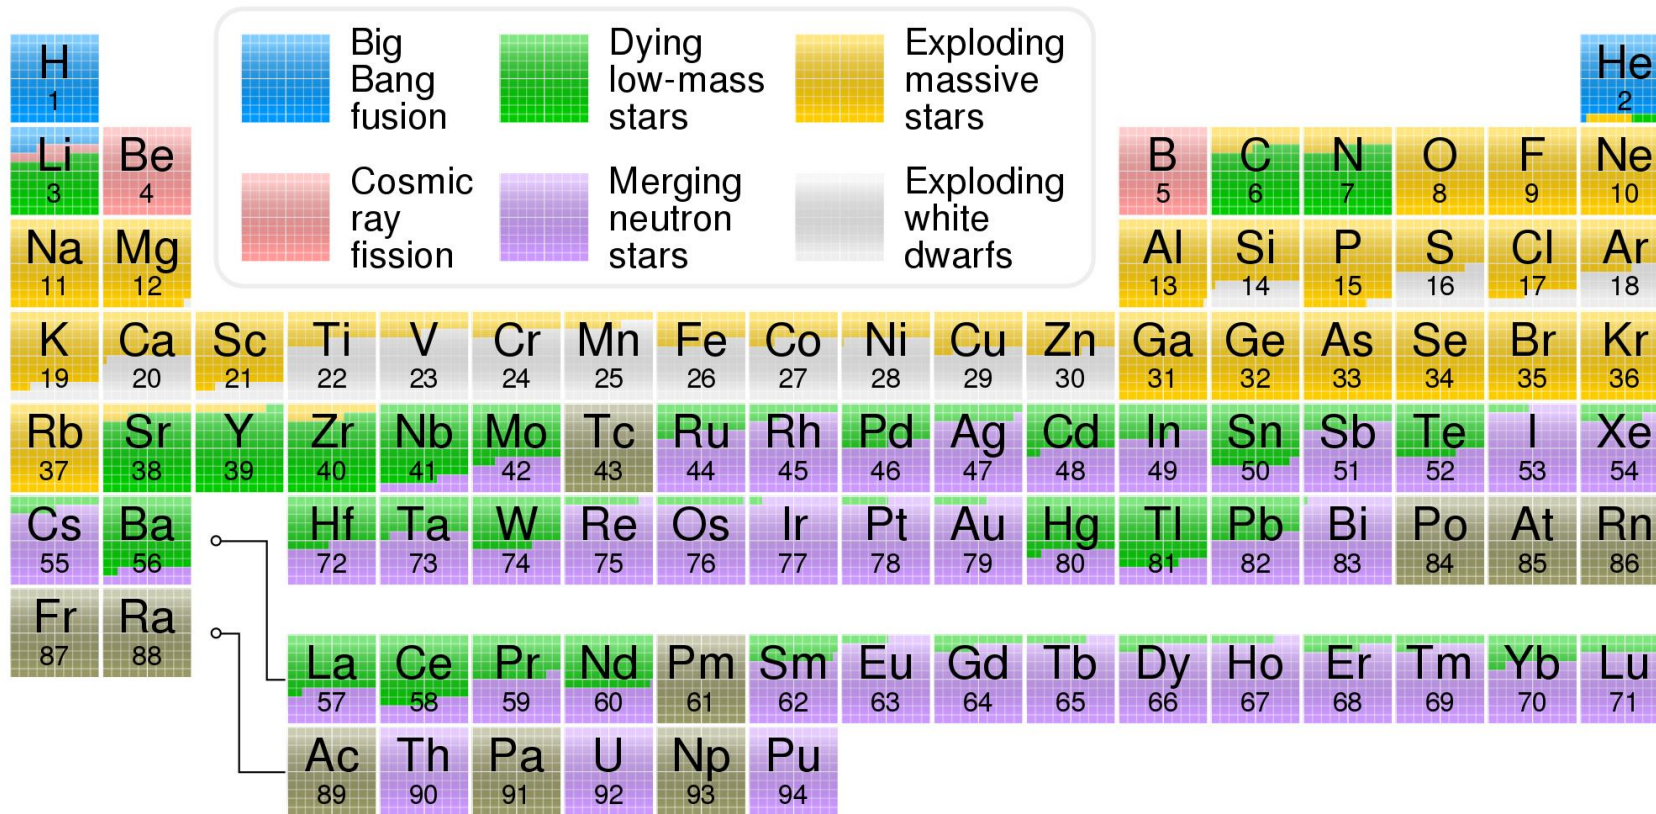 Big Bang fusion
Dying low-mass stars
Exploding massive stars
Cosmic ray fission
Merging neutron stars
Exploding white dwarfs
H He
1 2
Li Be B C N O F Ne
3 4 5 6 7 8 9 10
Na Mg Al Si P S Cl Ar
11 12 13 14 15 16 17 18
K Ca Sc Ti V Cr Mn Fe Co Ni Cu Zn Ga Ge As Se Br Kr
19 20 21 22 23 24 25 26 27 28 29 30 31 32 33 34 35 36
Rb Sr Y Zr Nb Mo Tc Ru Rh Pd Ag Cd In Sn Sb Te I Xe
37 38 39 40 41 42 43 44 45 46 47 48 49 50 51 52 53 54
Cs Ba Hf Ta W Re Os Ir Pt Au Hg Tl Pb Bi Po At Rn
55 56 72 73 74 75 76 77 78 79 80 81 82 83 84 85 86
Fr Ra
87 88
La Ce Pr Nd Pm Sm Eu Gd Tb Dy Ho Er Tm Yb Lu
57 58 59 60 61 62 63 64 65 66 67 68 69 70 71
Ac Th Pa U Np Pu
89 90 91 92 93 94